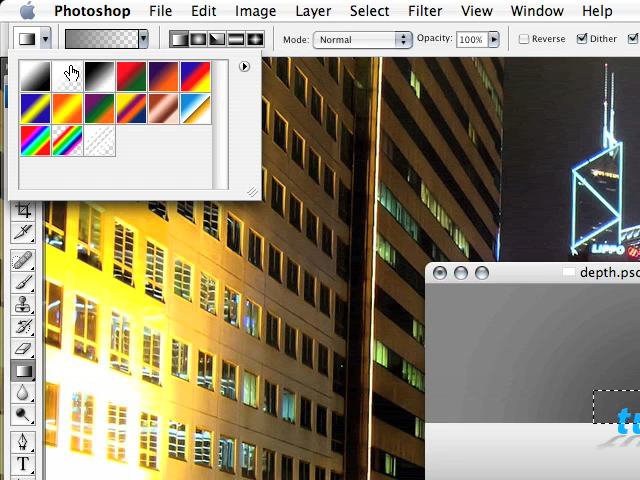 Photoshop File Edit Image Layer Select Filter View Window Help
Mode: Normal Opacity: 100% Reverse Dither
LIPPO
depth.psd
T